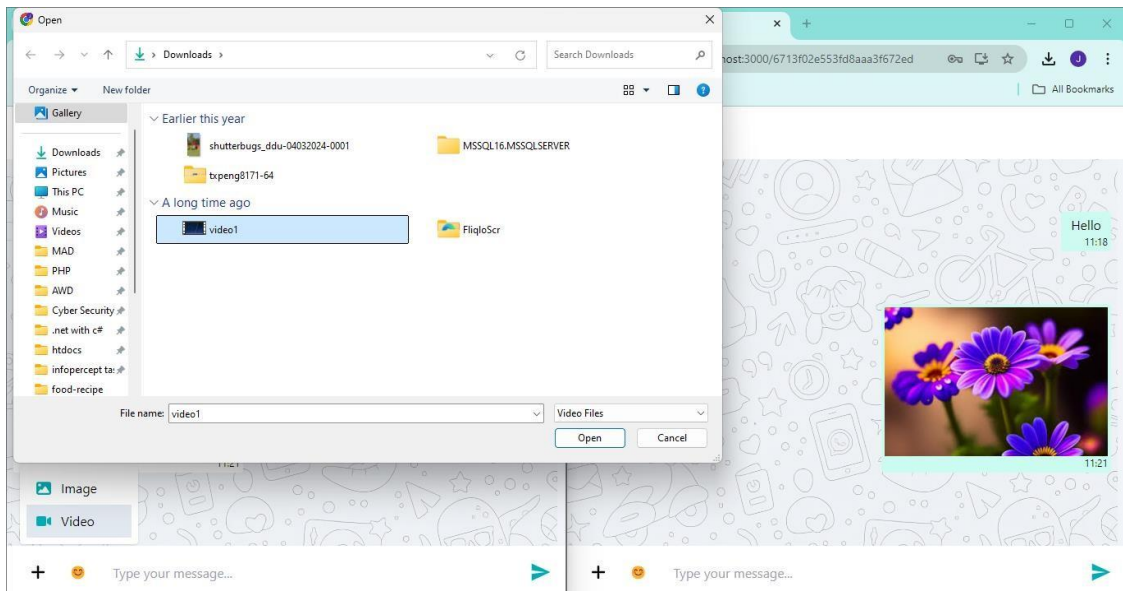 Open
Downloads
Search Downloads
Organize
New folder
Gallery
Downloads
Pictures
This PC
Music
Videos
MAD
PHP
AWD
Cyber Security
.net with c#
htdocs
infopercept tas
food-recipe
Earlier this year
shutterbugs_ddu-04032024-0001
MSSQL16.MSSQLSERVER
txpeng8171-64
A long time ago
video1
FliqloScr
File name: video1
Video Files
Open Cancel
host:3000/6713f02e553fd8aaa3f672ed
J
All Bookmarks
Hello
11:18
11:21
11:21
Image
Video
Type your message...
Type your message...